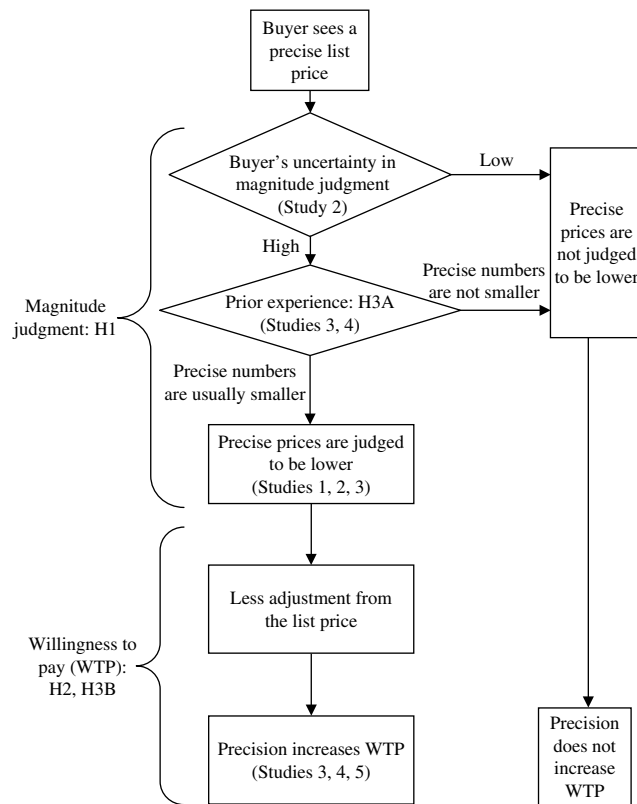 Buyer sees a
precise list
price
Buyer's uncertainty in
magnitude judgment
(Study 2)
Low
High
Precise
prices are
not judged
to be lower
Prior experience: H3A
(Studies 3, 4)
Precise numbers
are not smaller
Magnitude
judgment: H1
Precise numbers
are usually smaller
Precise prices are judged
to be lower
(Studies 1, 2, 3)
Less adjustment from
the list price
Willingness to
pay (WTP):
H2, H3B
Precision increases WTP
(Studies 3, 4, 5)
Precision
does not
increase
WTP